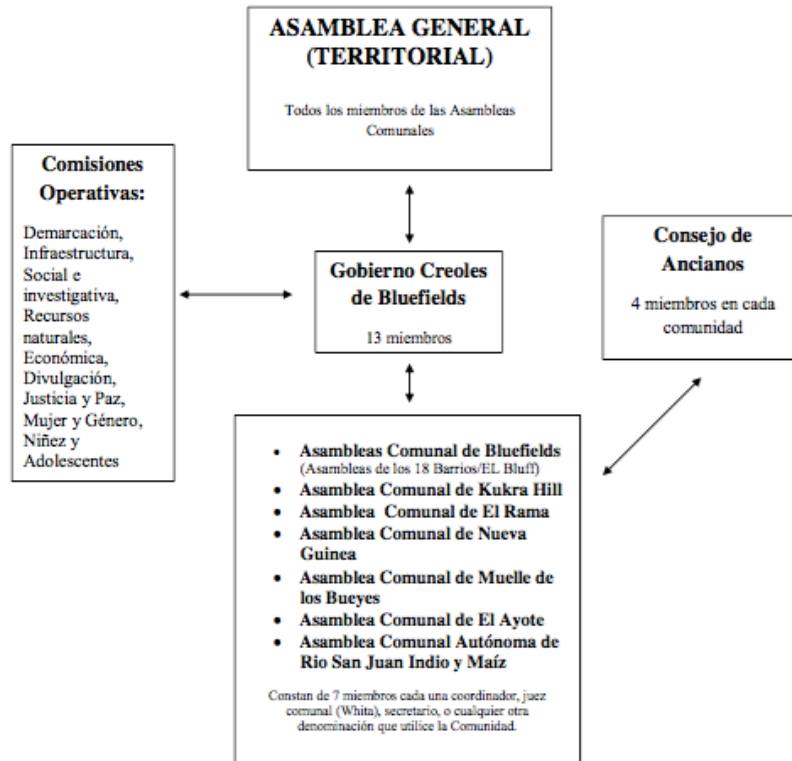 ASAMBLEA GENERAL
(TERRITORIAL)
Todos los miembros de las Asambleas
Comunales
Comisiones
Operativas:
Demarcación,
Infraestructura,
Social e
investigativa,
Recursos
naturales,
Económica,
Divulgación,
Justicia y Paz,
Mujer y Género,
Niñez y
Adolescentes
Gobierno Creoles
de Bluefields
13 miembros
Consejo de
Ancianos
4 miembros en cada
comunidad
• Asambleas Comunal de Bluefields
(Asambleas de los 18 Barrios/EL Bluff)
• Asamblea Comunal de Kukra Hill
• Asamblea Comunal de El Rama
• Asamblea Comunal de Nueva
Guinea
• Asamblea Comunal de Muelle de
los Bueyes
• Asamblea Comunal de El Ayote
• Asamblea Comunal Autónoma de
Rio San Juan Indio y Maíz
Constan de 7 miembros cada una coordinador, juez
comunal (Whita), secretario, o cualquier otra
denominación que utilice la Comunidad.